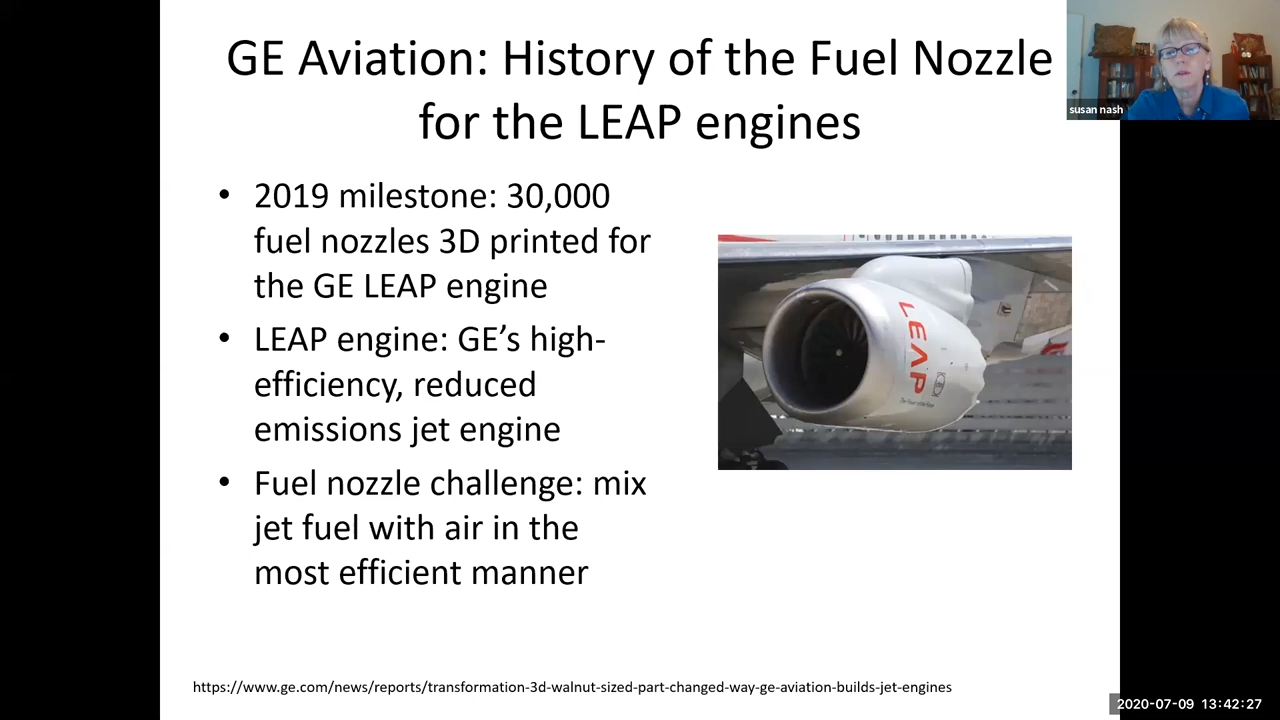 GE Aviation: History of the Fuel Nozzle
for the LEAP engines
susan nash
• 2019 milestone: 30,000
fuel nozzles 3D printed for
the GE LEAP engine
• LEAP engine: GE’s high-
efficiency, reduced
emissions jet engine
• Fuel nozzle challenge: mix
jet fuel with air in the
most efficient manner
LEAP
https://www.ge.com/news/reports/transformation-3d-walnut-sized-part-changed-way-ge-aviation-builds-jet-engines
2020-07-09 13:42:27